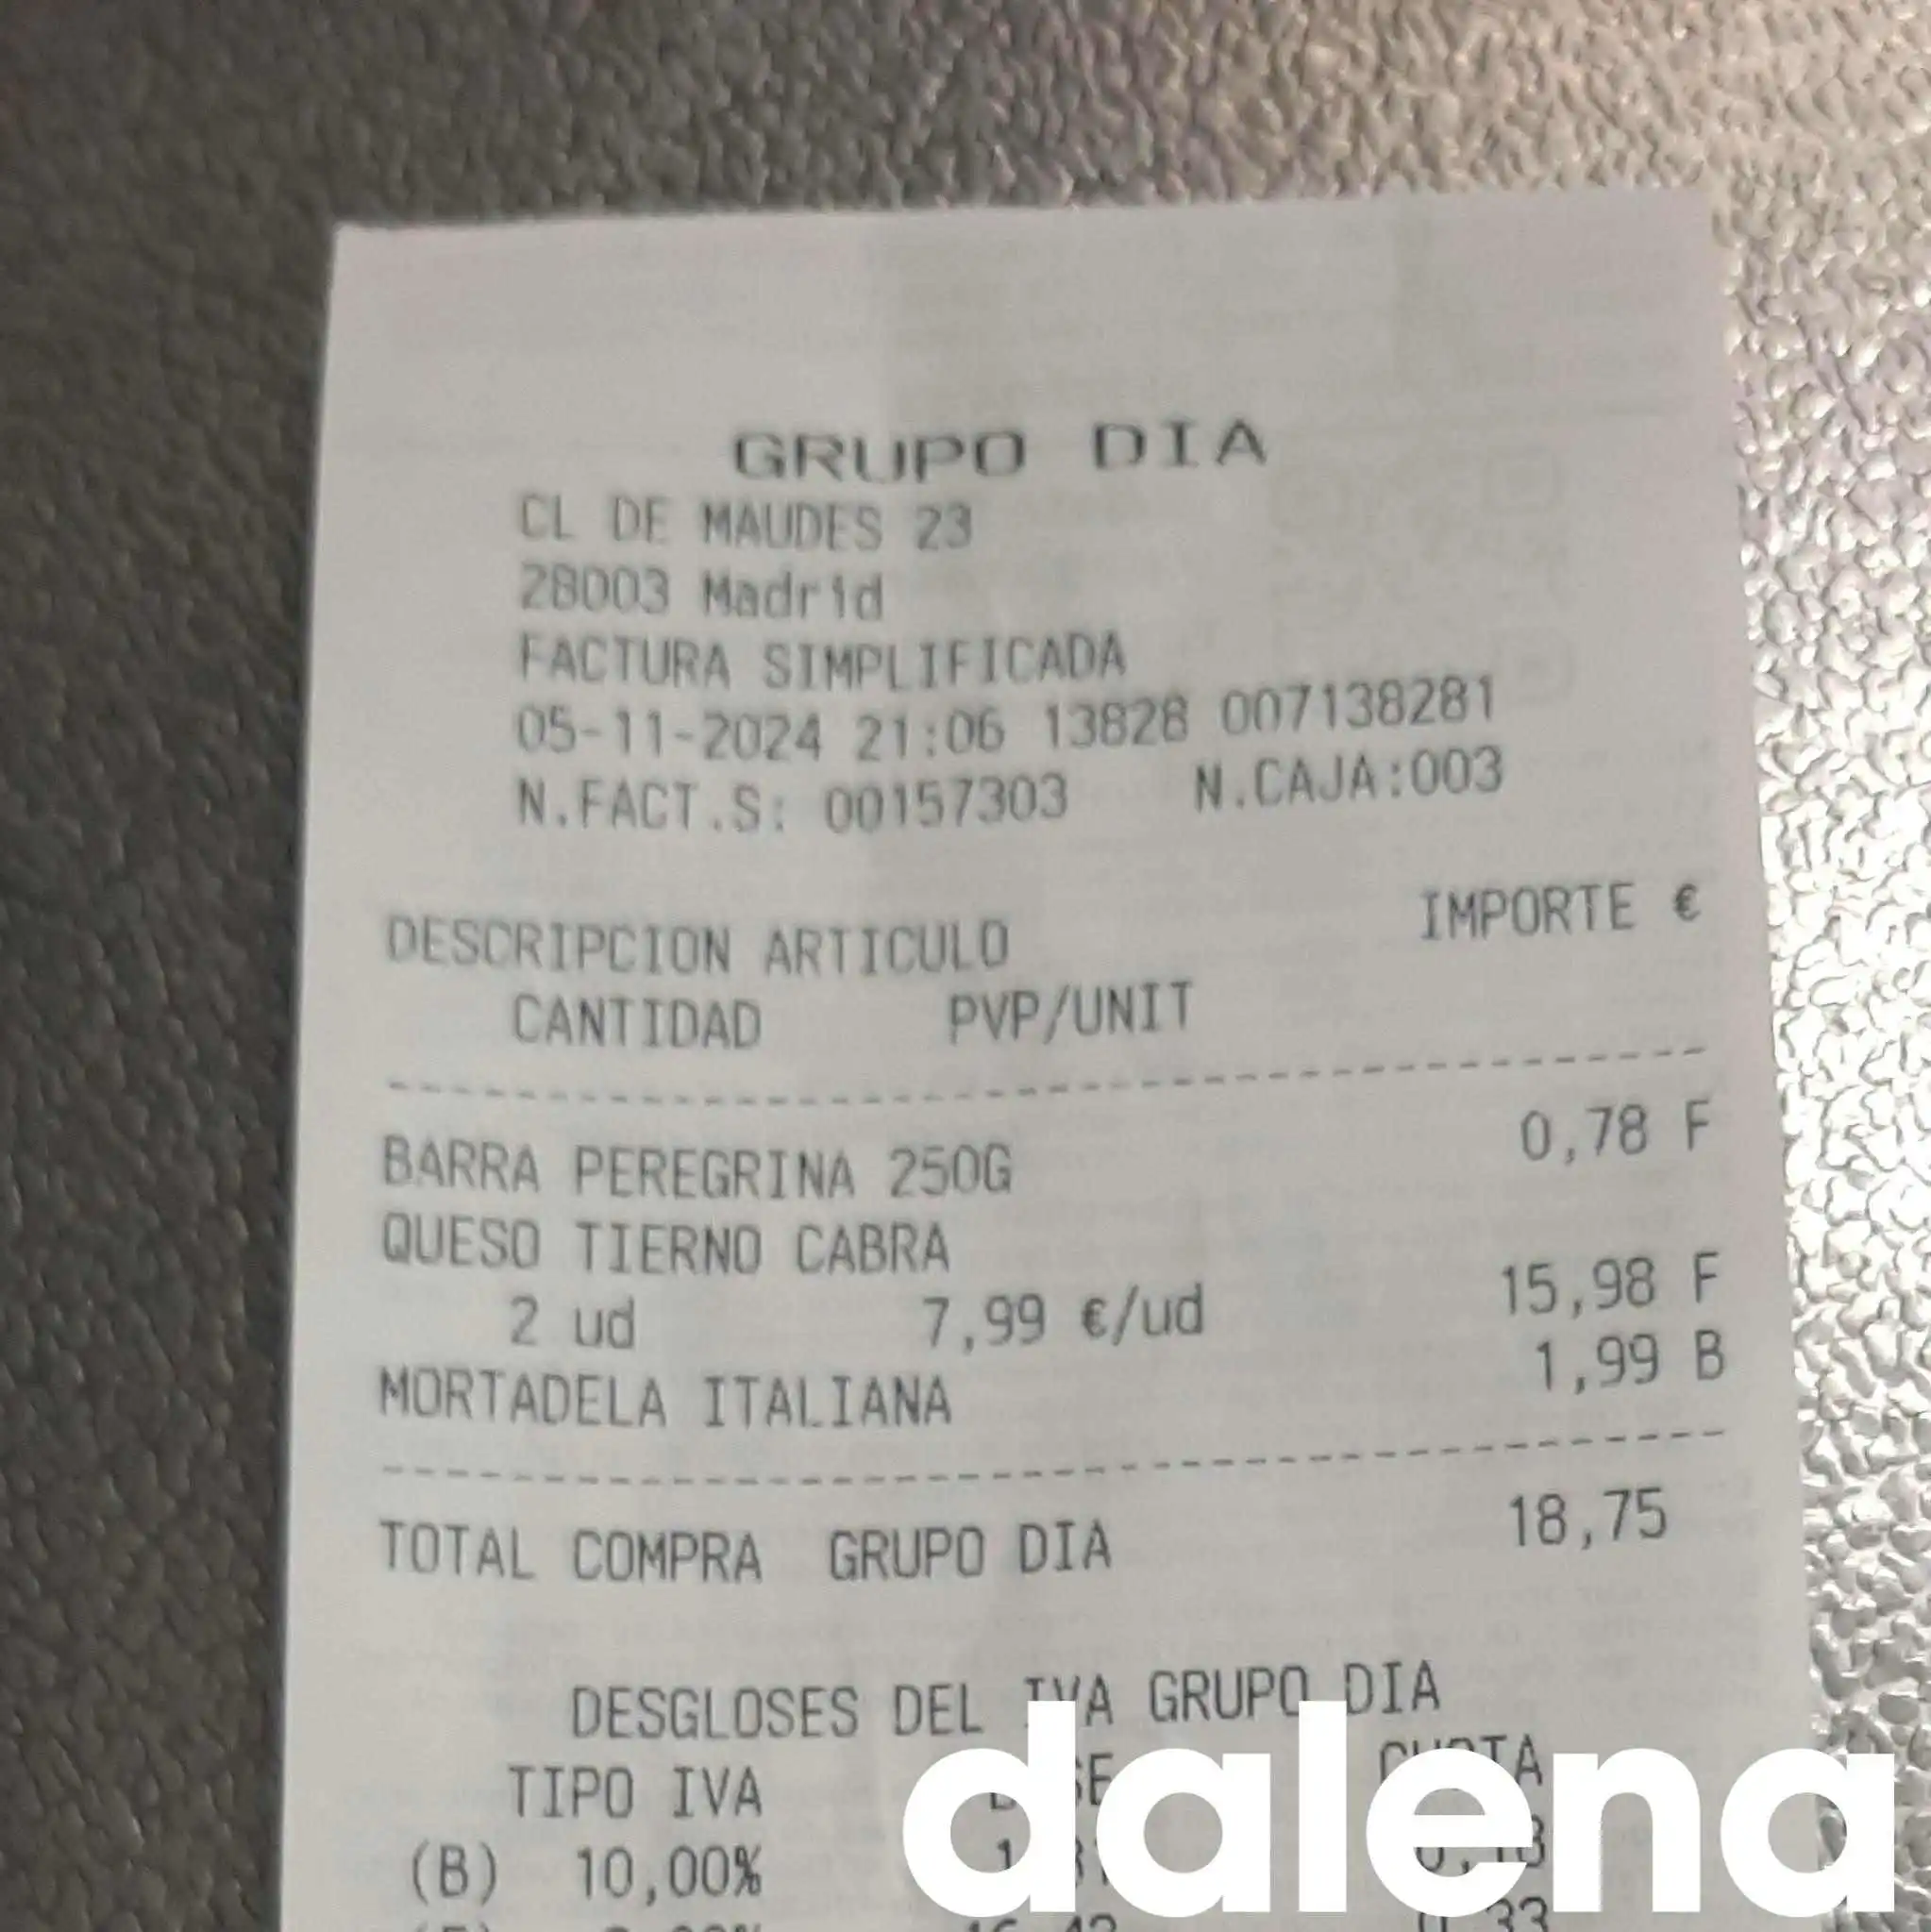 GRUPO DIA
CL DE MAUDES 23
28003 Madrid
FACTURA SIMPLIFICADA
05-11-2024 21:06 13828 007138281
N.FACT.S: 00157303 N.CAJA:003
DESCRIPCION ARTICULO IMPORTE €
CANTIDAD PVP/UNIT
BARRA PEREGRINA 250G 0,78 F
QUESO TIERNO CABRA
2 ud 7,99 €/ud 15,98 F
MORTADELA ITALIANA 1,99 B
TOTAL COMPRA GRUPO DIA 18,75
DESGLOSES DEL IVA GRUPO DIA
TIPO IVA
(B) 10,00%
dalena